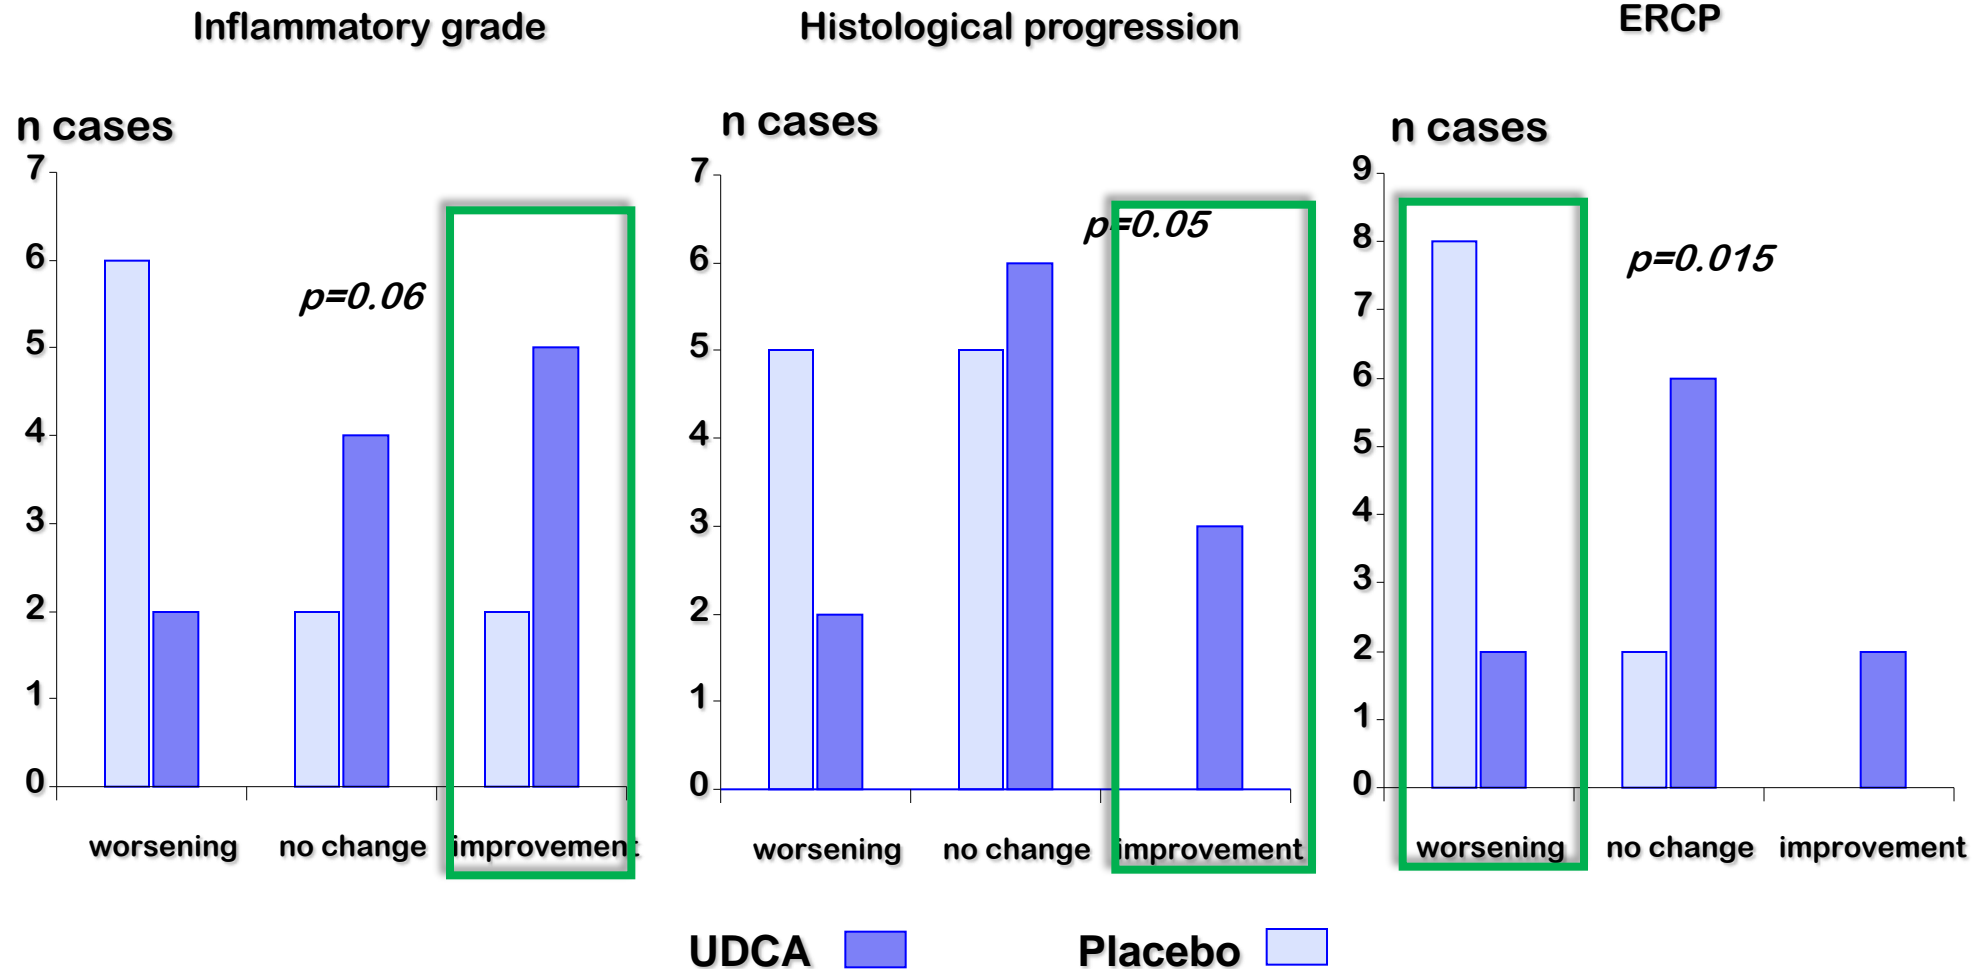 Inflammatory grade
n cases
7
6
5
4
3
2
1
0
p=0.06
worsening no change improvement
Histological progression
n cases
7
6
5
4
3
2
1
0
p=0.05
worsening no change improvement
ERCP
n cases
9
8
7
6
5
4
3
2
1
0
p=0.015
worsening no change improvement
UDCA Placebo